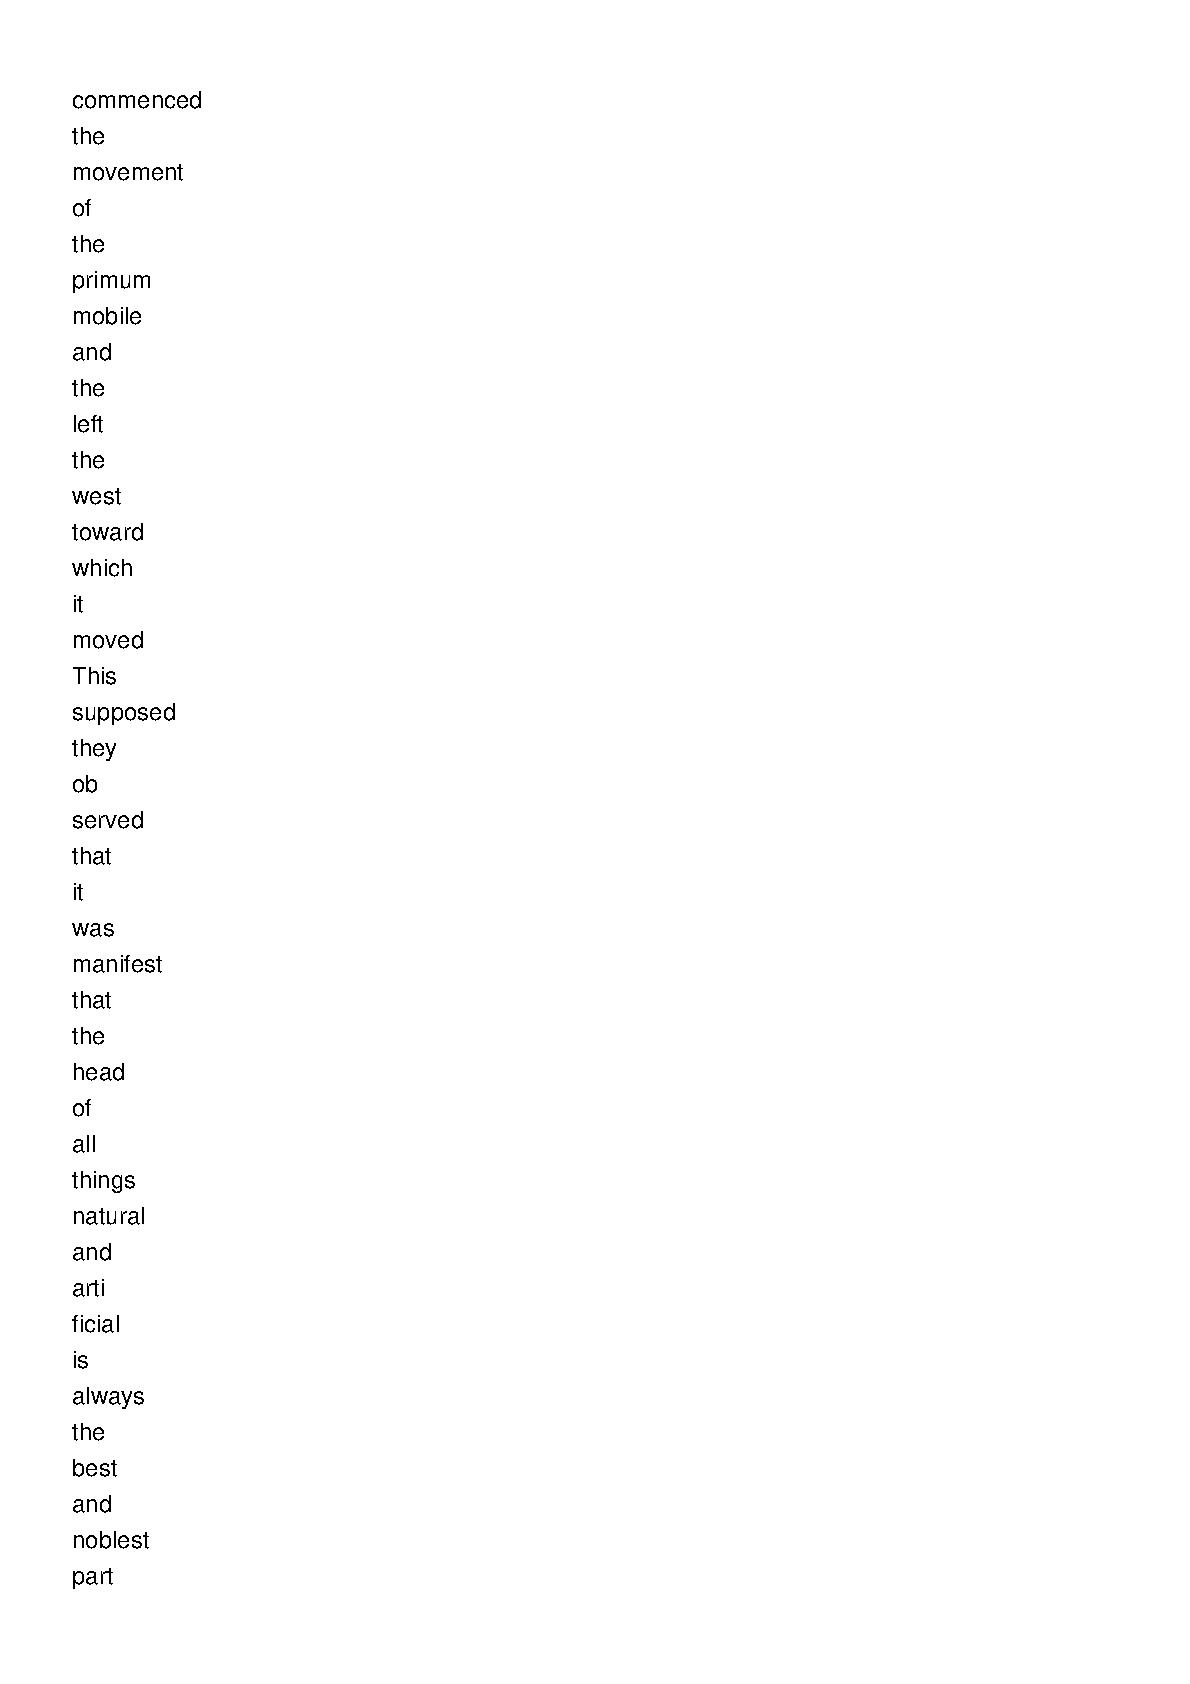 commenced
the
movement
of
the
primum
mobile
and
the
left
the
west
toward
which
it
moved
This
supposed
they
ob
served
that
it
was
manifest
that
the
head
of
all
things
natural
and
arti
ficial
is
always
the
best
and
noblest
part